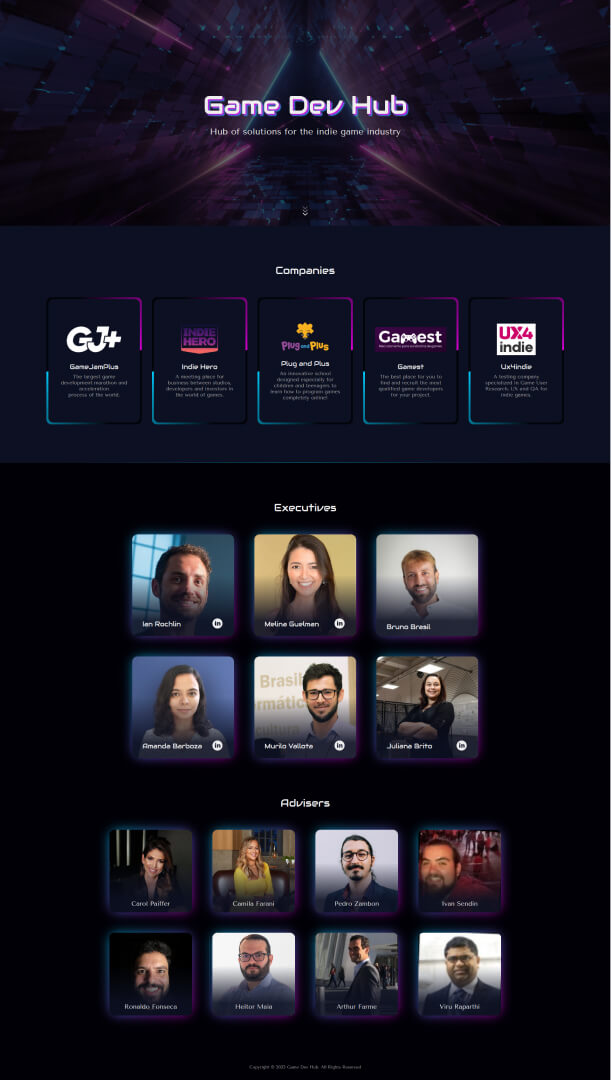 Game Dev Hub
Hub of solutions for the indie game industry
Companies
GJ+
GameJamPlus
The largest game
development marathon and
acceleration
process of the world.
INDIE
HERO
Indie Hero
A meeting place for
business between studios,
developers and investors in
the world of games.
Plug and Plus
Plug and Plus
An innovative school
designed especially for
children and teenagers to
learn how to program games
completely online!
Gamest
Gamest
The best place for you to
find and recruit the most
qualified game developers
for your project.
UX4
indie
Ux4indie
A testing company
specialized in Game User
Research, UX and QA for
indie games.
Executives
Ian Rochlin
in
Melina Guelman
in
Bruno Brasil
Amanda Barboza
in
Brasil
ormátic
cultura
Murilo Vallota
in
Juliana Brito
in
Advisers
Carol Paiffer
Camila Farani
Pedro Zambon
Ivan Sendin
Ronaldo Fonseca
Heitor Maia
Arthur Farme
Viru Raparthi
Copyright © 2023 Game Dev Hub. All Rights Reserved